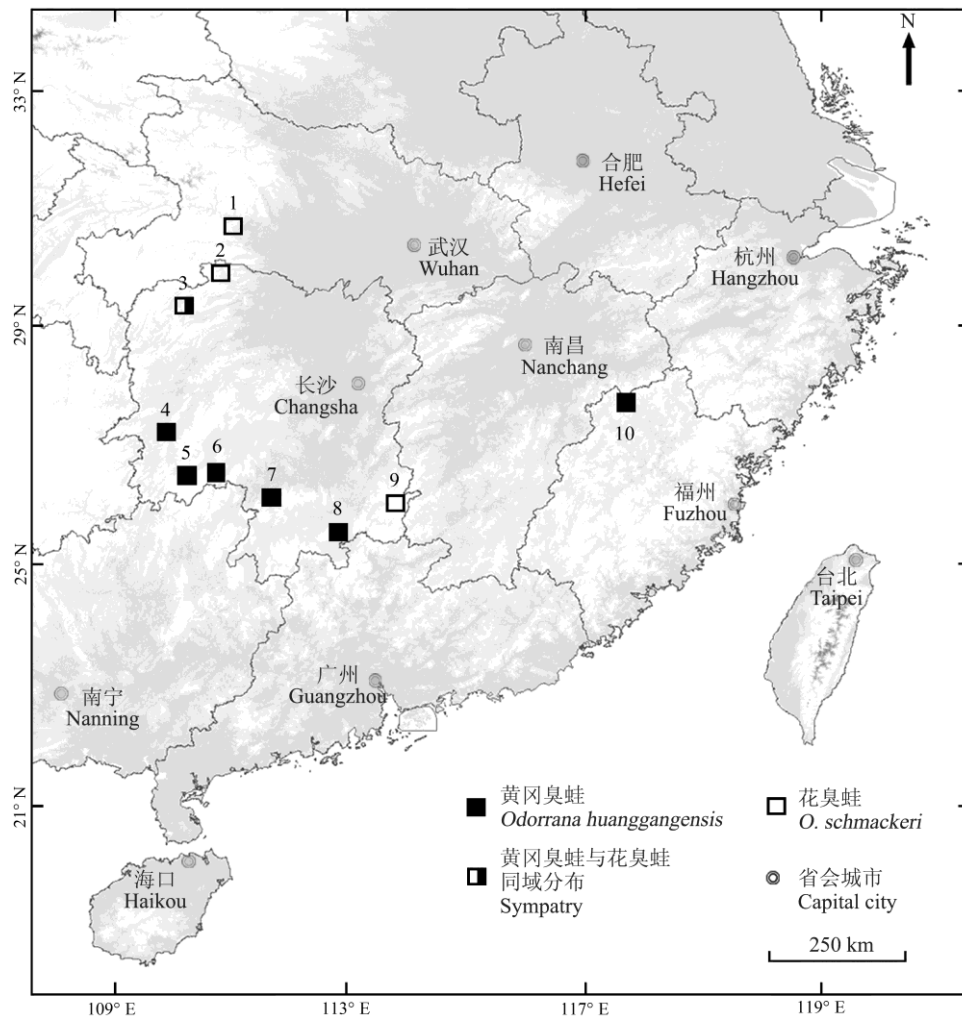 N
33° N
合肥
Hefei
1
武汉
Wuhan
杭州
Hangzhou
2
3
29° N
南昌
Nanchang
长沙
Changsha
4
10
5
6
7
9
福州
Fuzhou
8
25° N
台北
Taipei
广州
Guangzhou
南宁
Nanning
21° N
黄冈臭蛙
Odorrana huanggangensis
花臭蛙
O. schmackeri
黄冈臭蛙与花臭蛙
同域分布
Sympatry
省会城市
Capital city
海口
Haikou
250 km
109° E
113° E
117° E
119° E